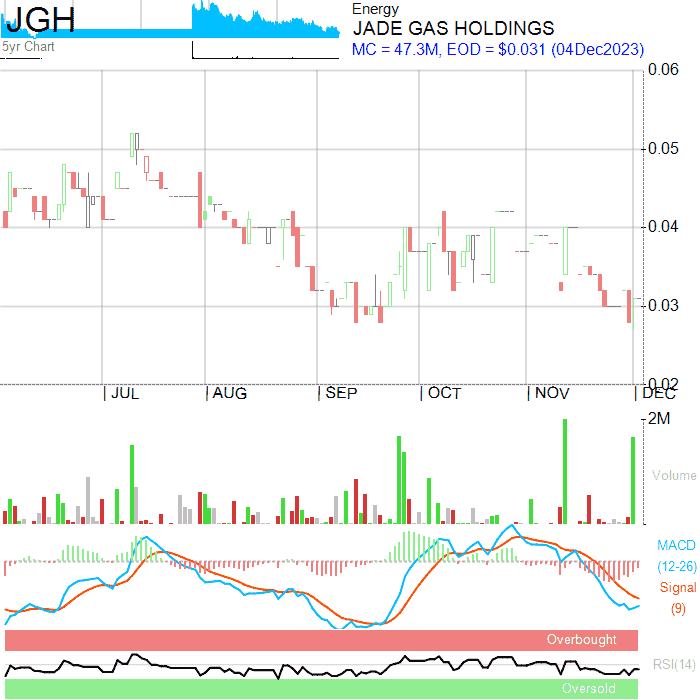 JGH
5yr Chart
Energy
JADE GAS HOLDINGS
MC = 47.3M, EOD = $0.031 (04Dec2023)
0.06
0.05
0.04
0.03
0.02
JUL AUG SEP OCT NOV DEC
2M
Volume
MACD
(12-26)
Signal
(9)
Overbought
RSI(14)
Oversold